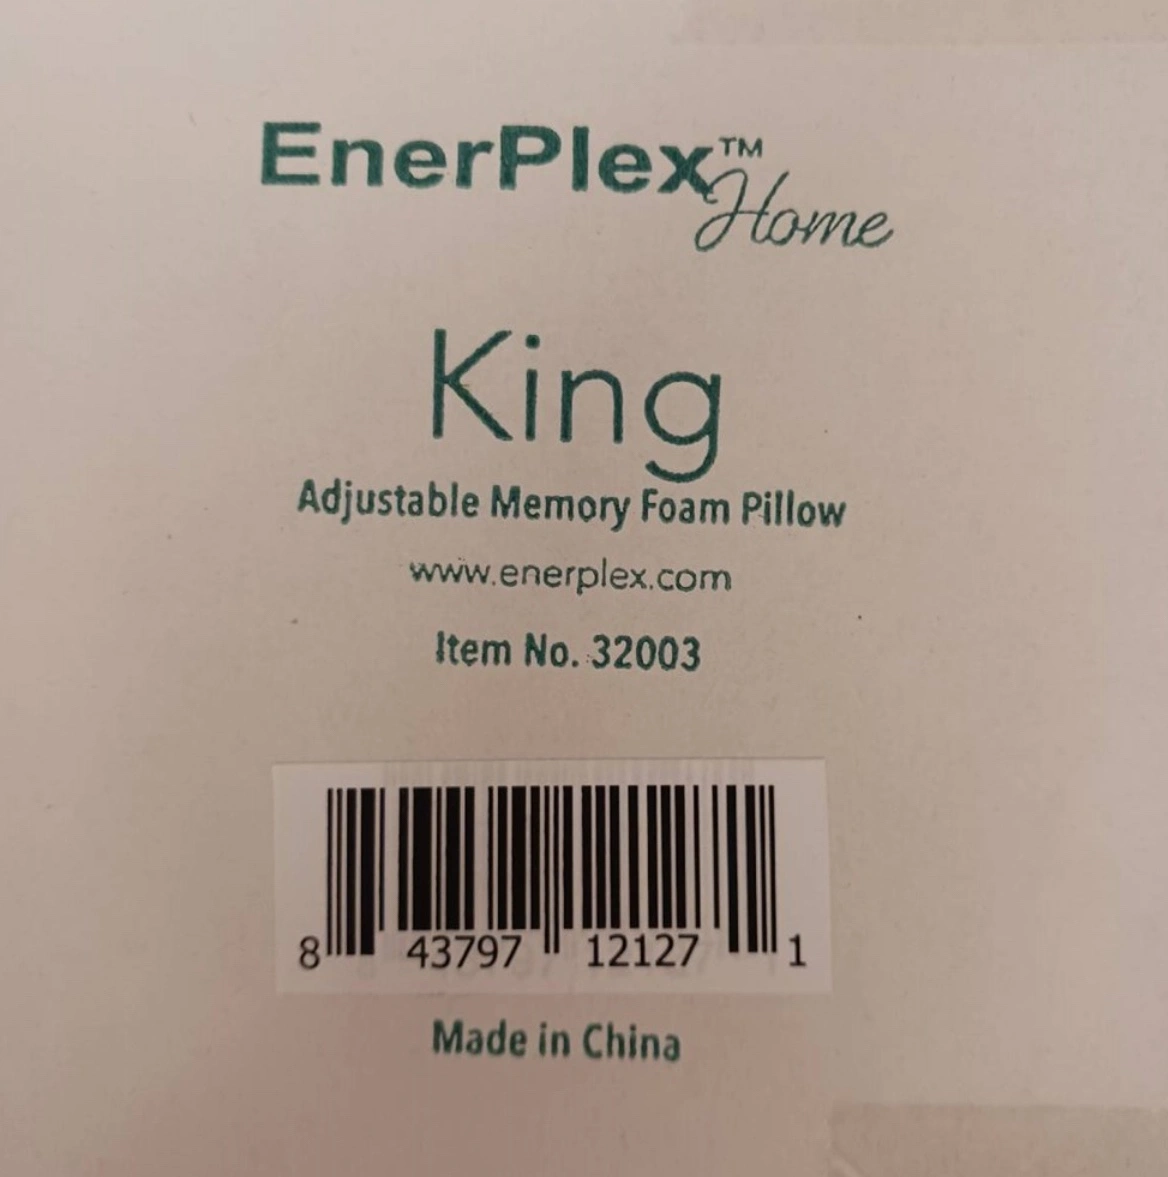 EnerPlex™
Home
King
Adjustable Memory Foam Pillow
www.enerplex.com
Item No. 32003
8 43797 12127 1
Made in China